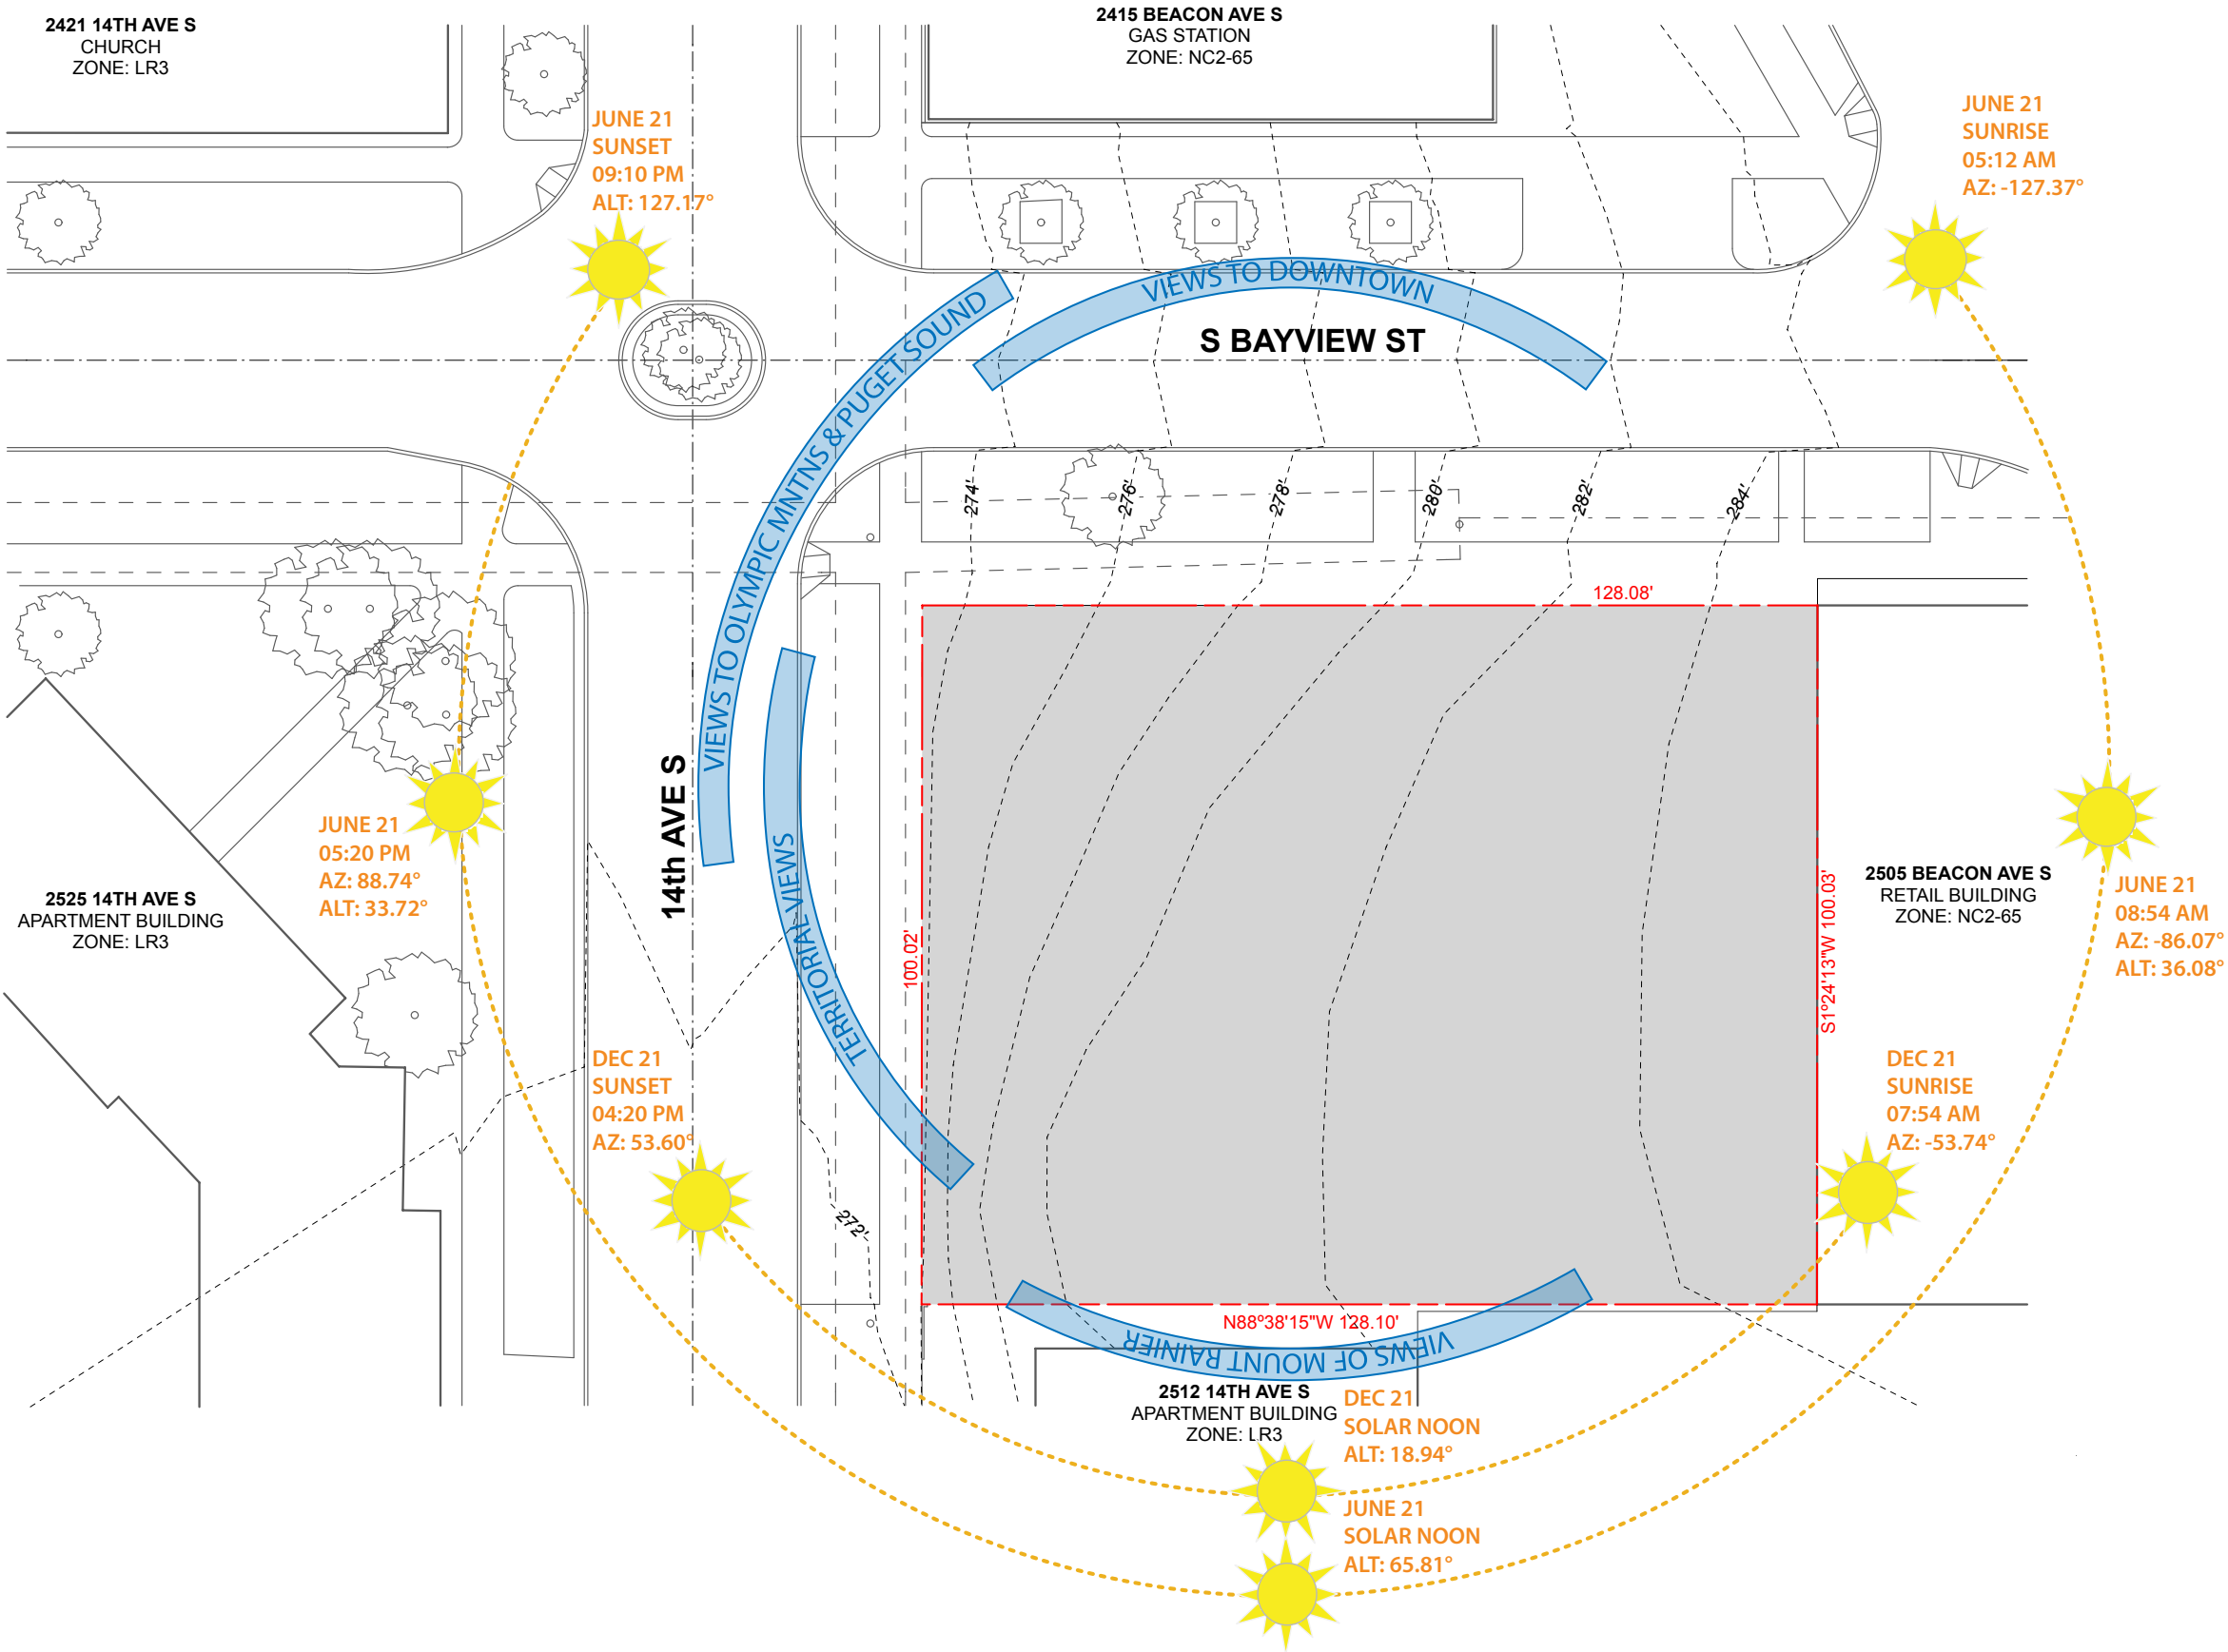 2421 14TH AVE S
CHURCH
ZONE: LR3
2415 BEACON AVE S
GAS STATION
ZONE: NC2-65
JUNE 21
SUNSET
09:10 PM
ALT: 127.17°
JUNE 21
SUNRISE
05:12 AM
AZ: -127.37°
VIEWS TO DOWNTOWN
S BAYVIEW ST
VIEWS TO OLYMPIC MNTNS & PUGET SOUND
274'
276'
278'
280'
282'
284'
128.08'
14th AVE S
TERRITORIAL VIEWS
JUNE 21
05:20 PM
AZ: 88.74°
ALT: 33.72°
2525 14TH AVE S
APARTMENT BUILDING
ZONE: LR3
100.02'
S1º24'13"W 100.03'
2505 BEACON AVE S
RETAIL BUILDING
ZONE: NC2-65
JUNE 21
08:54 AM
AZ: -86.07°
ALT: 36.08°
DEC 21
SUNSET
04:20 PM
AZ: 53.60°
DEC 21
SUNRISE
07:54 AM
AZ: -53.74°
272'
N88º38'15"W 128.10'
VIEWS OF MOUNT RAINIER
2512 14TH AVE S
APARTMENT BUILDING
ZONE: LR3
DEC 21
SOLAR NOON
ALT: 18.94°
JUNE 21
SOLAR NOON
ALT: 65.81°